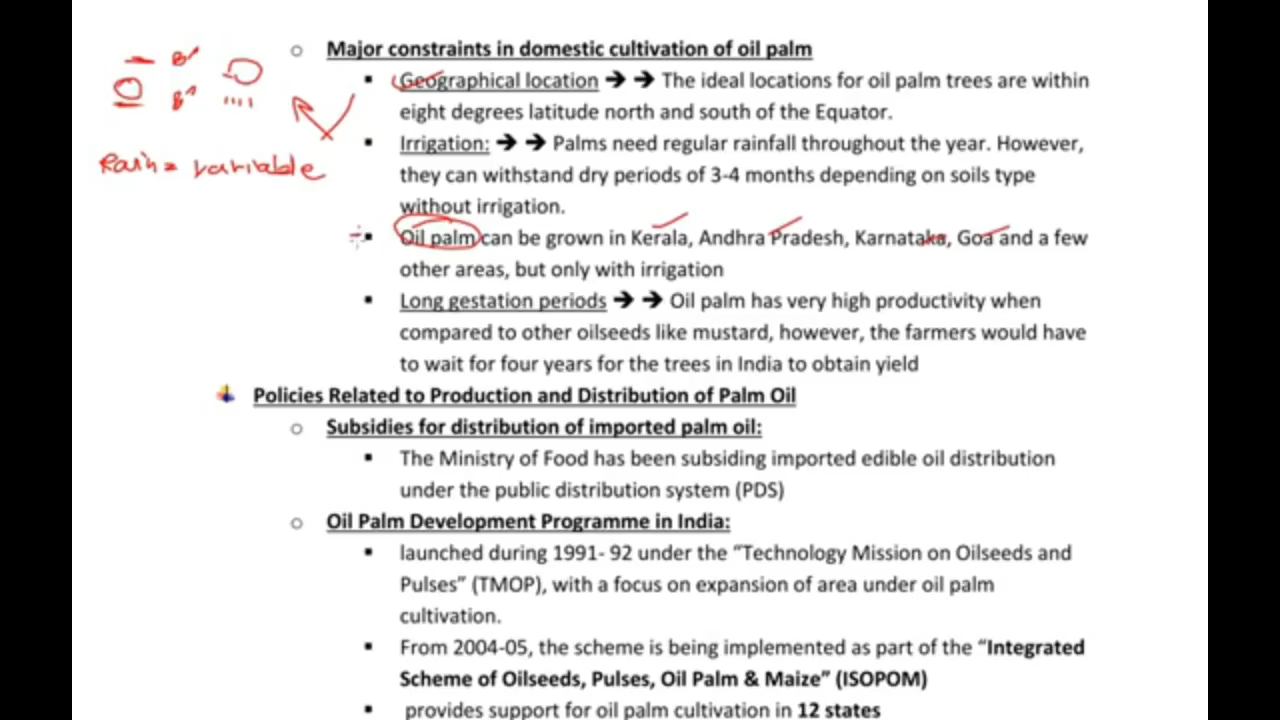 Major constraints in domestic cultivation of oil palm
Geographical location → → The ideal locations for oil palm trees are within
eight degrees latitude north and south of the Equator.
Irrigation: → → Palms need regular rainfall throughout the year. However,
they can withstand dry periods of 3-4 months depending on soils type
without irrigation.
Rain = variable
Oil palm can be grown in Kerala, Andhra Pradesh, Karnataka, Goa and a few
other areas, but only with irrigation
Long gestation periods → → Oil palm has very high productivity when
compared to other oilseeds like mustard, however, the farmers would have
to wait for four years for the trees in India to obtain yield
Policies Related to Production and Distribution of Palm Oil
Subsidies for distribution of imported palm oil:
The Ministry of Food has been subsiding imported edible oil distribution
under the public distribution system (PDS)
Oil Palm Development Programme in India:
launched during 1991- 92 under the “Technology Mission on Oilseeds and
Pulses” (TMOP), with a focus on expansion of area under oil palm
cultivation.
From 2004-05, the scheme is being implemented as part of the “Integrated
Scheme of Oilseeds, Pulses, Oil Palm & Maize” (ISOPOM)
provides support for oil palm cultivation in 12 states